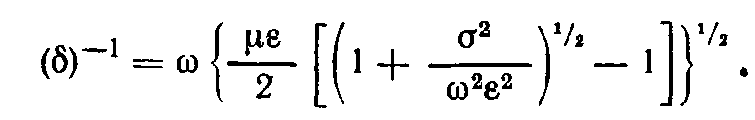 (δ)⁻¹ = ω { με/2 [ ( 1 + σ²/ω²ε² )^{1/2} − 1 ] }^{1/2}.